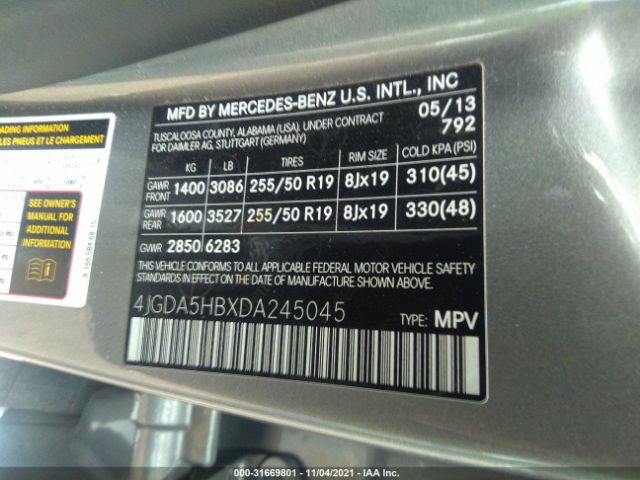 MFD BY MERCEDES-BENZ U.S. INTL., INC
TUSCALOOSA COUNTY, ALABAMA (USA), UNDER CONTRACT 05/13
FOR DAIMLER AG, STUTTGART (GERMANY) 792
KG LB TIRES RIM SIZE COLD KPA (PSI)
GAWR FRONT 1400 3086 255/50 R19 8Jx19 310(45)
GAWR REAR 1600 3527 255/50 R19 8Jx19 330(48)
GVWR 2850 6283
THIS VEHICLE CONFORMS TO ALL APPLICABLE FEDERAL MOTOR VEHICLE SAFETY
STANDARDS IN EFFECT ON THE DATE OF MANUFACTURE SHOWN ABOVE.
4JGDA5HBXDA245045
TYPE: MPV
LOADING INFORMATION
LES PNEUS ET LE CHARGEMENT
SEE OWNER'S
MANUAL FOR
ADDITIONAL
INFORMATION
000-31669801 - 11/04/2021 - IAA Inc.